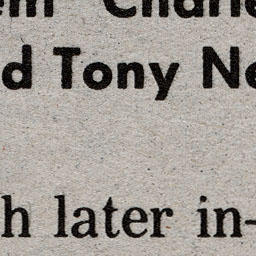 d Tony Ne
h later in-